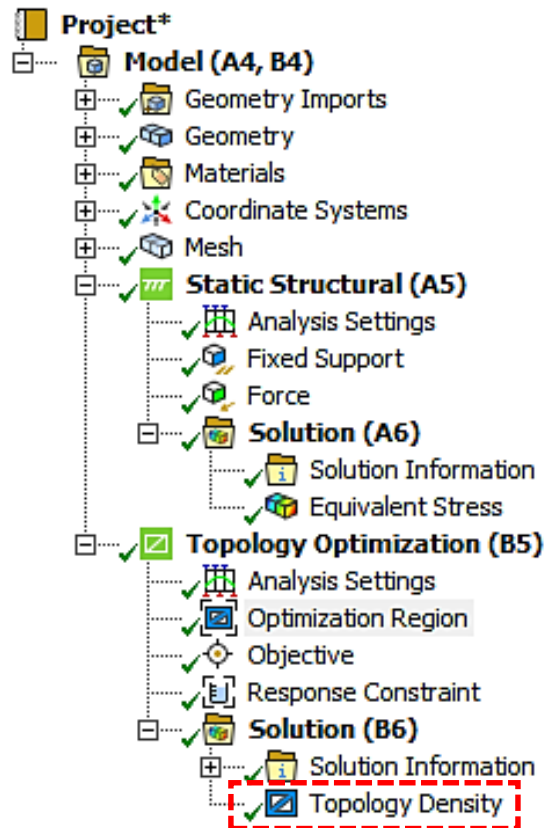 Project*
Model (A4, B4)
Geometry Imports
Geometry
Materials
Coordinate Systems
Mesh
Static Structural (A5)
Analysis Settings
Fixed Support
Force
Solution (A6)
Solution Information
Equivalent Stress
Topology Optimization (B5)
Analysis Settings
Optimization Region
Objective
Response Constraint
Solution (B6)
Solution Information
Topology Density